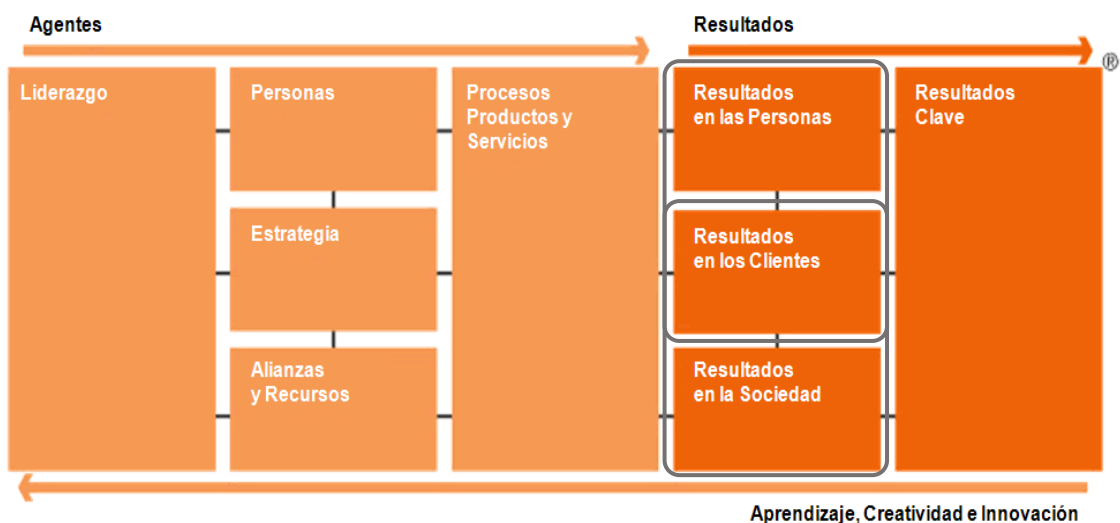 Agentes
Resultados
®
Liderazgo
Personas
Procesos
Productos y
Servicios
Resultados
en las Personas
Resultados
Clave
Estrategia
Resultados
en los Clientes
Alianzas
y Recursos
Resultados
en la Sociedad
Aprendizaje, Creatividad e Innovación